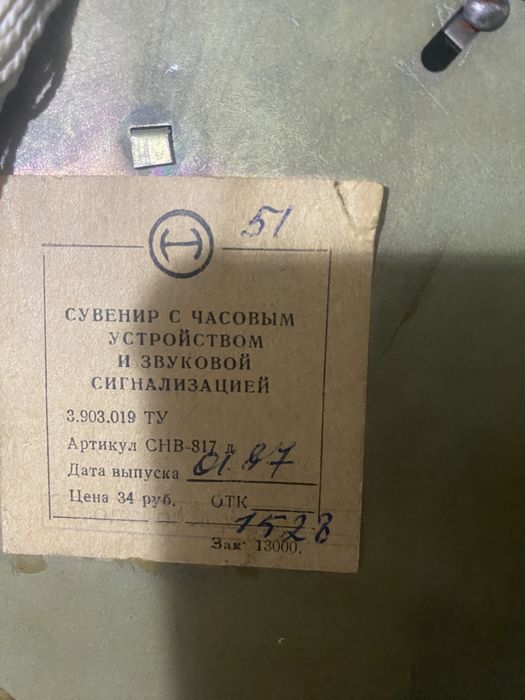 51
СУВЕНИР С ЧАСОВЫМ
УСТРОЙСТВОМ
И ЗВУКОВОЙ
СИГНАЛИЗАЦИЕЙ
3.903.019 ТУ
Артикул СНВ-817 д
Дата выпуска 01 87
Цена 34 руб. ОТК
1528
Зак. 13000.